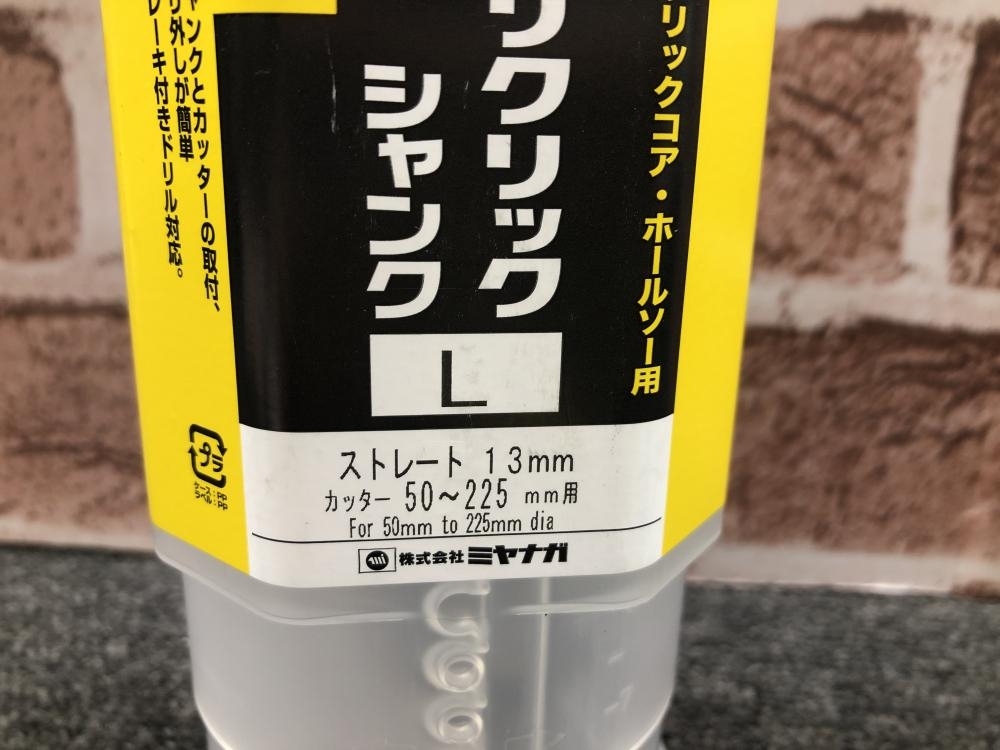 リックコア・ホールソー用
リクリック
シャンク
L
ンクとカッターの取付、
り外しが簡単
レーキ付きドリル対応。
プラ
ケース:PP
ラベル:PP
ストレート 13mm
カッター 50～225 mm用
For 50mm to 225mm dia
株式会社 ミヤナガ